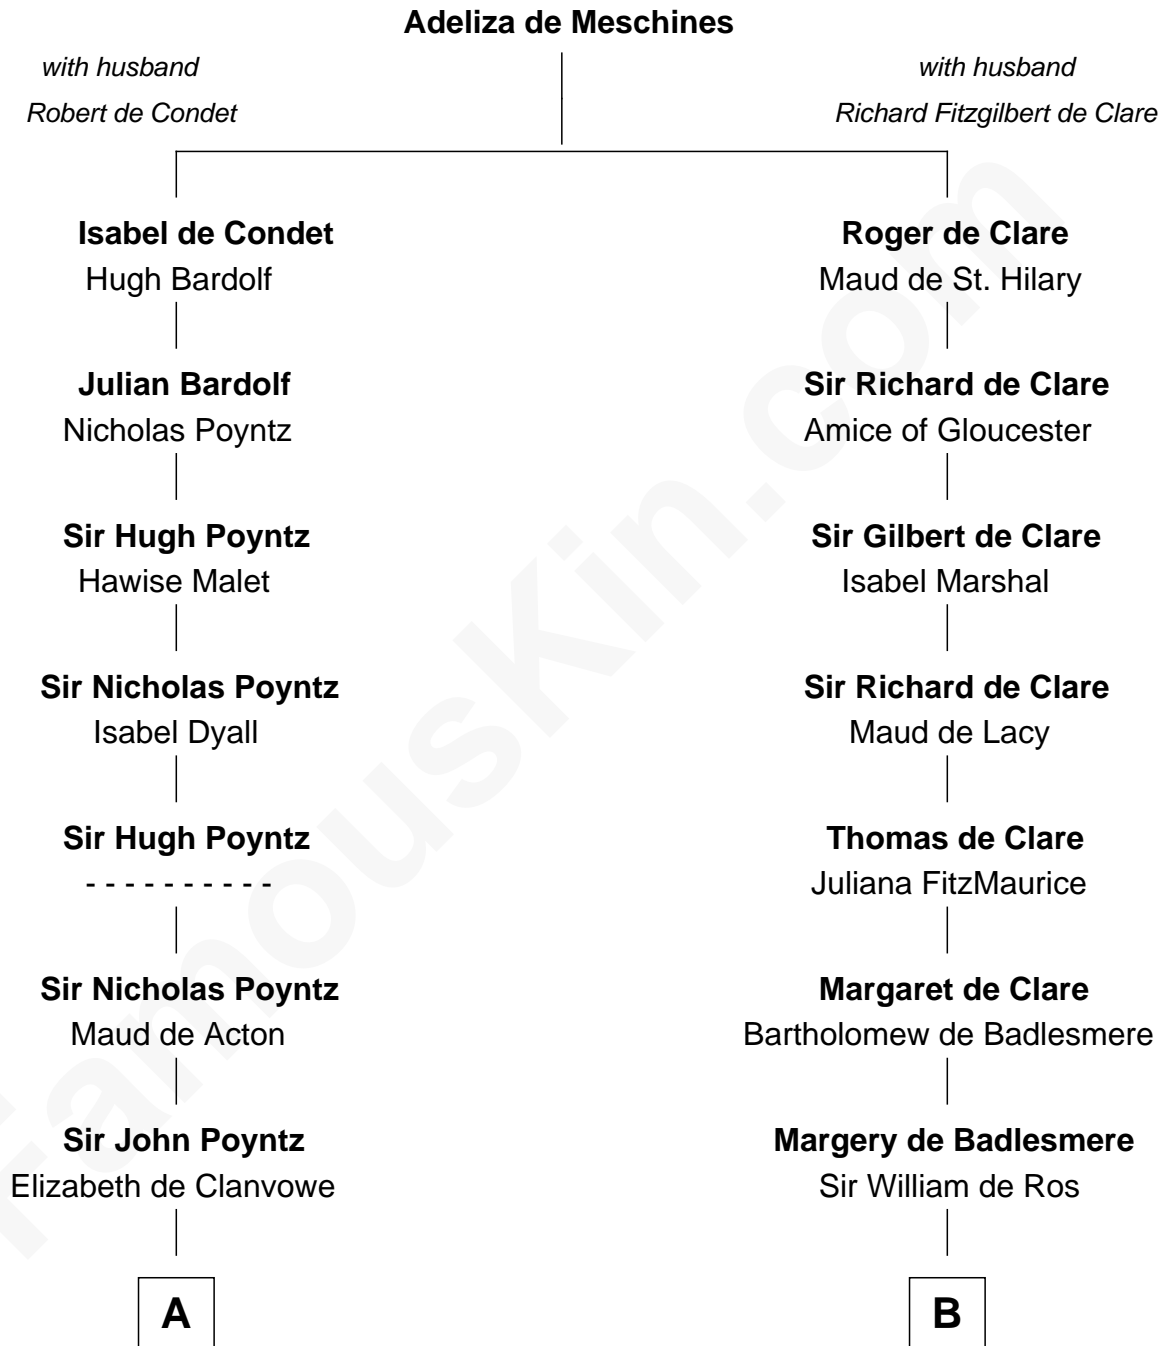 Adeliza de Meschines
with husband
Robert de Condet
with husband
Richard Fitzgilbert de Clare
Isabel de Condet
Hugh Bardolf
Roger de Clare
Maud de St. Hilary
Julian Bardolf
Nicholas Poyntz
Sir Richard de Clare
Amice of Gloucester
Sir Hugh Poyntz
Hawise Malet
Sir Gilbert de Clare
Isabel Marshal
Sir Nicholas Poyntz
Isabel Dyall
Sir Richard de Clare
Maud de Lacy
Sir Hugh Poyntz
- - - - - - - - - -
Thomas de Clare
Juliana FitzMaurice
Sir Nicholas Poyntz
Maud de Acton
Margaret de Clare
Bartholomew de Badlesmere
Sir John Poyntz
Elizabeth de Clanvowe
Margery de Badlesmere
Sir William de Ros
A
B
FamousKin.com